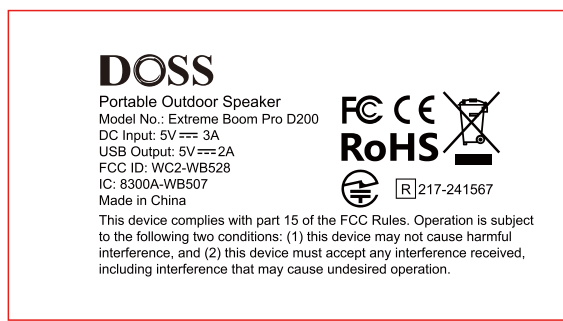 DOSS
Portable Outdoor Speaker
Model No.: Extreme Boom Pro D200
DC Input: 5V⎓ 3A
USB Output: 5V⎓2A
FCC ID: WC2-WB528
IC: 8300A-WB507
Made in China
FC CE
RoHS
R 217-241567
This device complies with part 15 of the FCC Rules. Operation is subject
to the following two conditions: (1) this device may not cause harmful
interference, and (2) this device must accept any interference received,
including interference that may cause undesired operation.